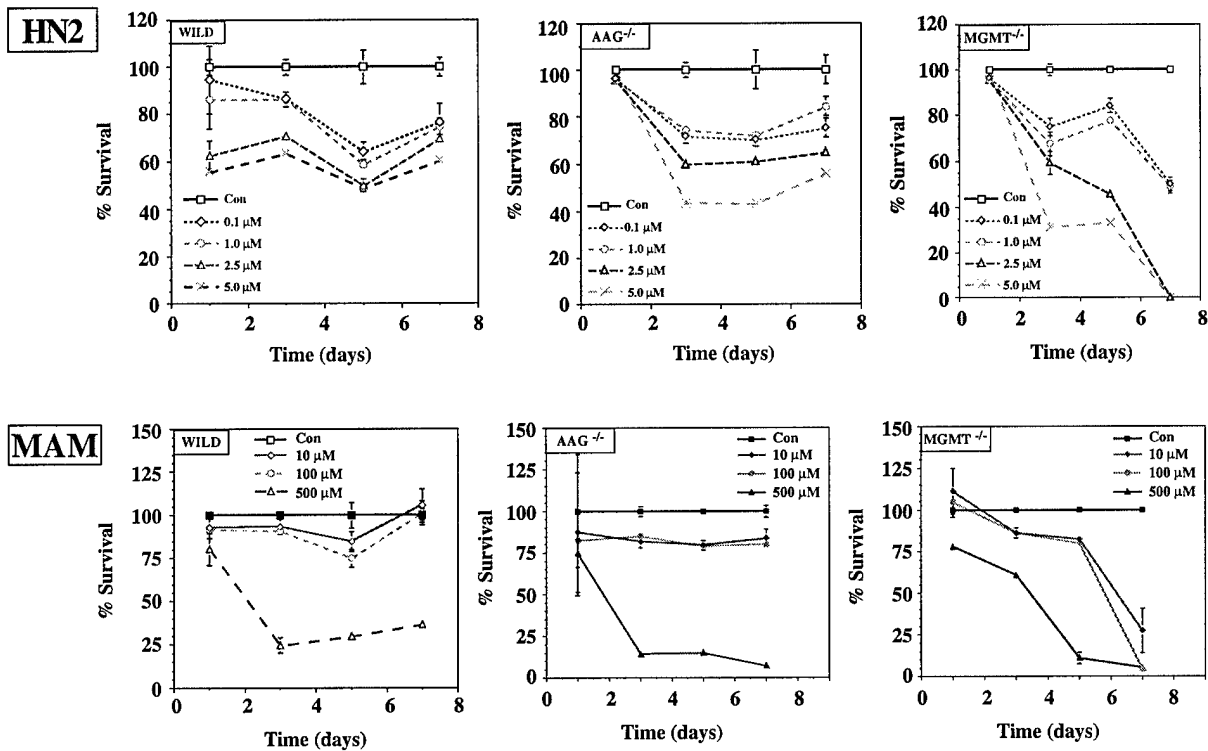 HN2
WILD
% Survival
120
100
80
60
40
20
0
Con
0.1 μM
1.0 μM
2.5 μM
5.0 μM
0 2 4 6 8
Time (days)
AAG-/-
% Survival
120
100
80
60
40
20
0
Con
0.1 μM
1.0 μM
2.5 μM
5.0 μM
0 2 4 6 8
Time (days)
MGMT-/-
% Survival
120
100
80
60
40
20
0
Con
0.1 μM
1.0 μM
2.5 μM
5.0 μM
0 2 4 6 8
Time (days)
MAM
WILD
% Survival
150
125
100
75
50
25
0
Con
10 μM
100 μM
500 μM
0 2 4 6 8
Time (days)
AAG -/-
% Survival
150
125
100
75
50
25
0
Con
10 μM
100 μM
500 μM
0 2 4 6 8
Time (days)
MGMT -/-
% Survival
150
125
100
75
50
25
0
Con
10 μM
100 μM
500 μM
0 2 4 6 8
Time (days)